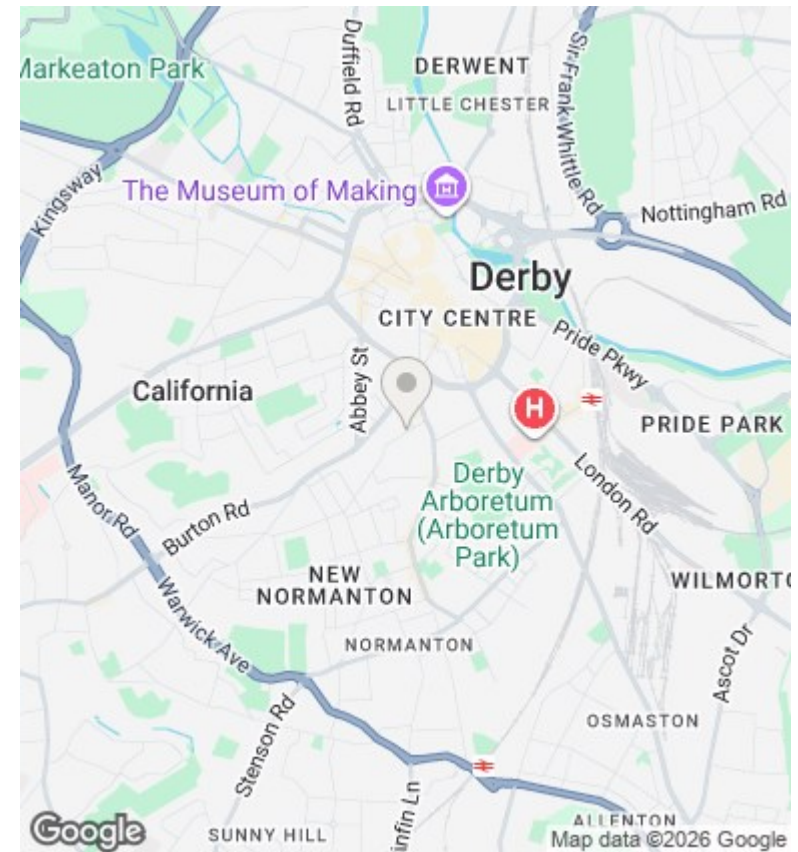 Markeaton Park
Duffield Rd
DERWENT
LITTLE CHESTER
Sir Frank Whittle Rd
Kingsway
The Museum of Making
Nottingham Rd
Derby
CITY CENTRE
Pride Pkwy
Abbey St
California
H
PRIDE PARK
Derby
Arboretum
(Arboretum
Park)
London Rd
Manor Rd
Burton Rd
NEW
NORMANTON
WILMORTO
Warwick Ave
NORMANTON
Ascot Dr
Stenson Rd
OSMASTON
infin Ln
ALLENTON
SUNNY HILL
Google
Map data ©2026 Google